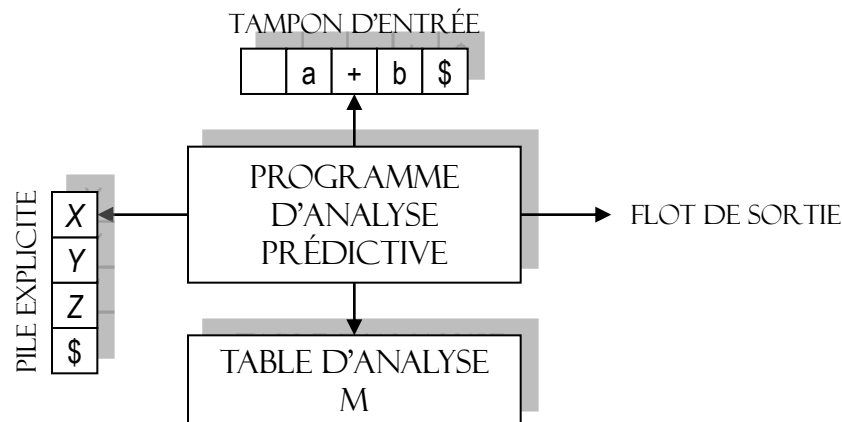 TAMPON D'ENTRÉE
a + b $
PROGRAMME
D'ANALYSE
PRÉDICTIVE
FLOT DE SORTIE
PILE EXPLICITE
X
Y
Z
$
TABLE D'ANALYSE
M